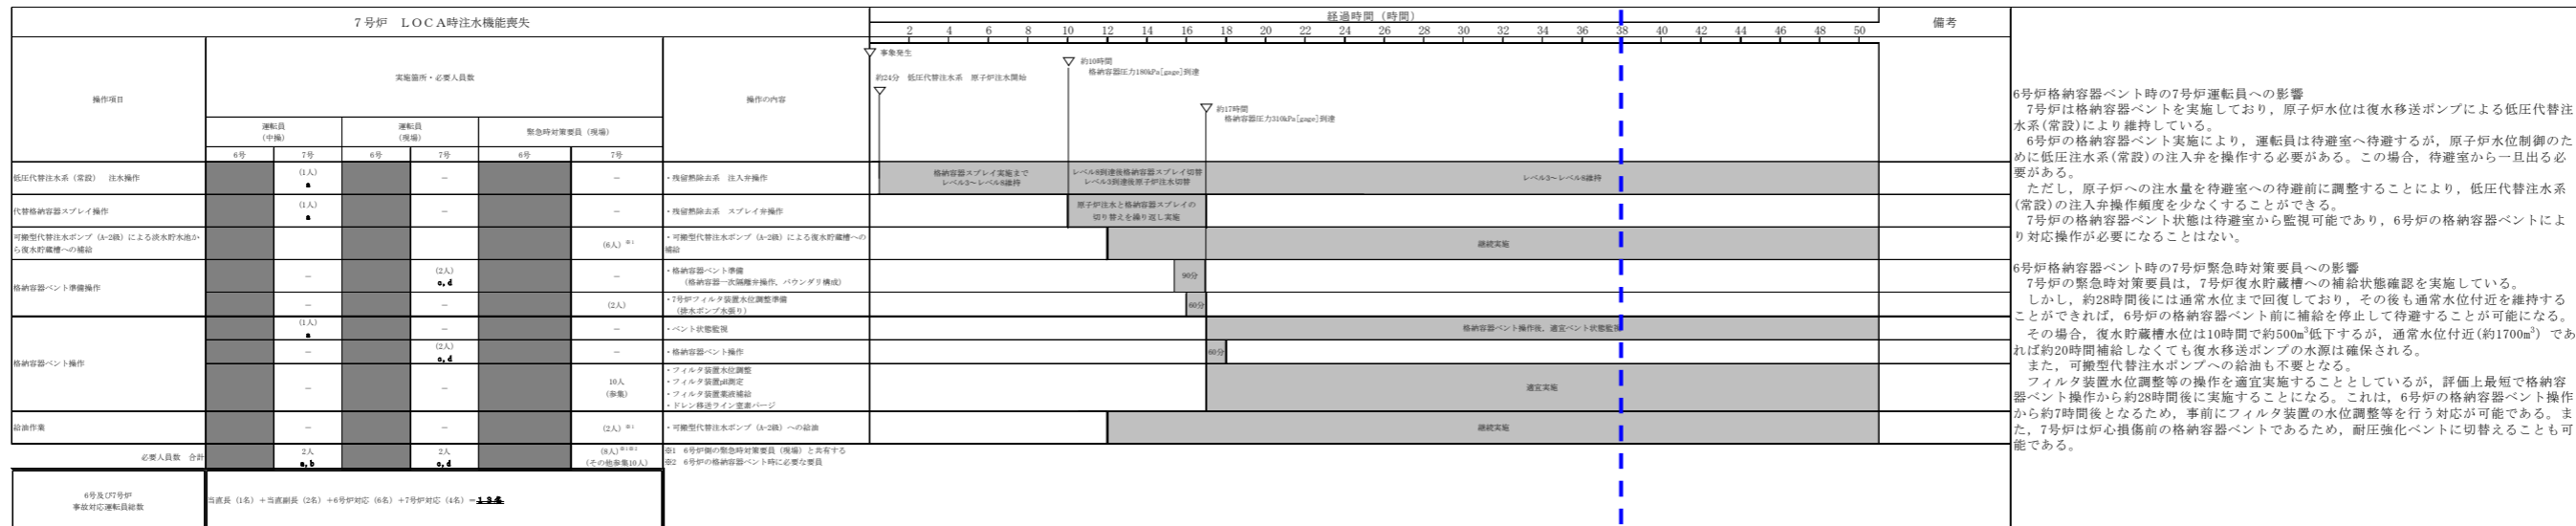 7号炉　LOCA時注水機能喪失
経過時間（時間）
備考
2 4 6 8 10 12 14 16 18 20 22 24 26 28 30 32 34 36 38 40 42 44 46 48 50
操作項目
実施箇所・必要人員数
操作の内容
事象発生
約24分　低圧代替注水系　原子炉注水開始
約10時間
格納容器圧力180kPa[gage]到達
約17時間
格納容器圧力310kPa[gage]到達
運転員
（中操）
運転員
（現場）
緊急時対策要員（現場）
6号 7号 6号 7号 6号 7号
低圧代替注水系（常設）　注水操作
（1人）
a
－ －
・残留熱除去系　注入弁操作
格納容器スプレイ実施まで
レベル3～レベル8維持
レベル8到達後格納容器スプレイ切替
レベル3到達後原子炉注水切替
レベル3～レベル8維持
代替格納容器スプレイ操作
（1人）
a
－ －
・残留熱除去系　スプレイ弁操作
原子炉注水と格納容器スプレイの
切り替えを繰り返し実施
可搬型代替注水ポンプ（A-2級）による淡水貯水池か
ら復水貯蔵槽への補給
－ － （6人）※1
・可搬型代替注水ポンプ（A-2級）による復水貯蔵槽への
補給
継続実施
格納容器ベント準備操作
－
（2人）
c,d
－
・格納容器ベント準備
（格納容器一次隔離弁操作，バウンダリ構成）
90分
－ － （2人）
・7号炉フィルタ装置水位調整準備
（排水ポンプ水張り）
60分
格納容器ベント操作
（1人）
a
－ －
・ベント状態監視
格納容器ベント操作後，適宜ベント状態監視
－
（2人）
c,d
－
・格納容器ベント操作
60分
－ －
10人
（参集）
・フィルタ装置水位調整
・フィルタ装置pH測定
・フィルタ装置薬液補給
・ドレン移送ライン窒素パージ
適宜実施
給油作業
－ － （2人）※1
・可搬型代替注水ポンプ（A-2級）への給油
継続実施
必要人員数　合計
2人
a,b
2人
c,d
（8人）※1※2
（その他参集10人）
※1　6号炉側の緊急時対策要員（現場）と共有する
※2　6号炉の格納容器ベント時に必要な要員
6号及び7号炉
事故対応運転員総数
当直長（1名）＋当直副長（2名）＋6号炉対応（6名）＋7号炉対応（4名）＝13名
6号炉格納容器ベント時の7号炉運転員への影響
7号炉は格納容器ベントを実施しており，原子炉水位は復水移送ポンプによる低圧代替注
水系(常設)により維持している。
6号炉の格納容器ベント実施により，運転員は待避室へ待避するが，原子炉水位制御のた
めに低圧注水系(常設)の注入弁を操作する必要がある。この場合，待避室から一旦出る必
要がある。
ただし，原子炉への注水量を待避室への待避前に調整することにより，低圧代替注水系
(常設)の注入弁操作頻度を少なくすることができる。
7号炉の格納容器ベント状態は待避室から監視可能であり，6号炉の格納容器ベントによ
り対応操作が必要になることはない。
6号炉格納容器ベント時の7号炉緊急時対策要員への影響
7号炉の緊急時対策要員は，7号炉復水貯蔵槽への補給状態確認を実施している。
しかし，約28時間後には通常水位まで回復しており，その後も通常水位付近を維持する
ことができれば，6号炉の格納容器ベント前に補給を停止して待避することが可能になる。
その場合，復水貯蔵槽水位は10時間で約500m³低下するが，通常水位付近(約1700m³) であ
れば約20時間補給しなくても復水移送ポンプの水源は確保される。
また，可搬型代替注水ポンプへの給油も不要となる。
フィルタ装置水位調整等の操作を適宜実施することとしているが，評価上最短で格納容
器ベント操作から約28時間後に実施することになる。これは，6号炉の格納容器ベント操作
から約7時間後となるため，事前にフィルタ装置の水位調整等を行う対応が可能である。ま
た，7号炉は炉心損傷前の格納容器ベントであるため，耐圧強化ベントに切替えることも可
能である。